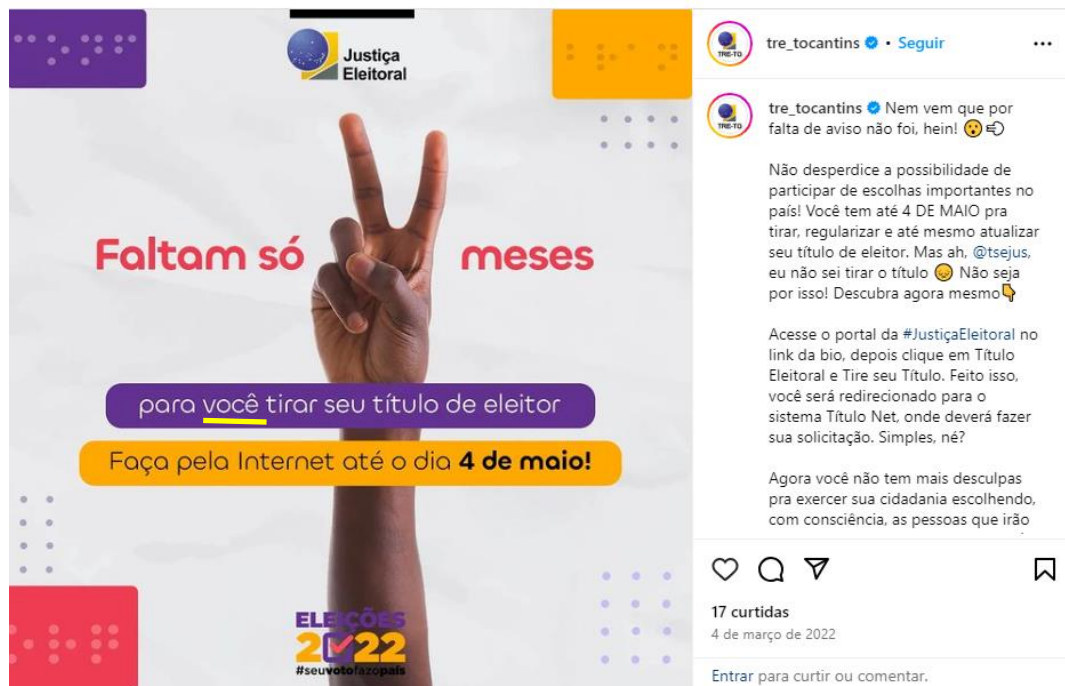 Justiça
Eleitoral
Faltam só meses
para você tirar seu título de eleitor
Faça pela Internet até o dia 4 de maio!
ELEIÇÕES
2022
#seuvotofazopaís
TRE-TO
tre_tocantins • Seguir
TRE-TO
tre_tocantins Nem vem que por
falta de aviso não foi, hein! 😮💨
Não desperdice a possibilidade de
participar de escolhas importantes no
país! Você tem até 4 DE MAIO pra
tirar, regularizar e até mesmo atualizar
seu título de eleitor. Mas ah, @tsejus,
eu não sei tirar o título 😞 Não seja
por isso! Descubra agora mesmo👇
Acesse o portal da #JustiçaEleitoral no
link da bio, depois clique em Título
Eleitoral e Tire seu Título. Feito isso,
você será redirecionado para o
sistema Título Net, onde deverá fazer
sua solicitação. Simples, né?
Agora você não tem mais desculpas
pra exercer sua cidadania escolhendo,
com consciência, as pessoas que irão
17 curtidas
4 de março de 2022
Entrar para curtir ou comentar.